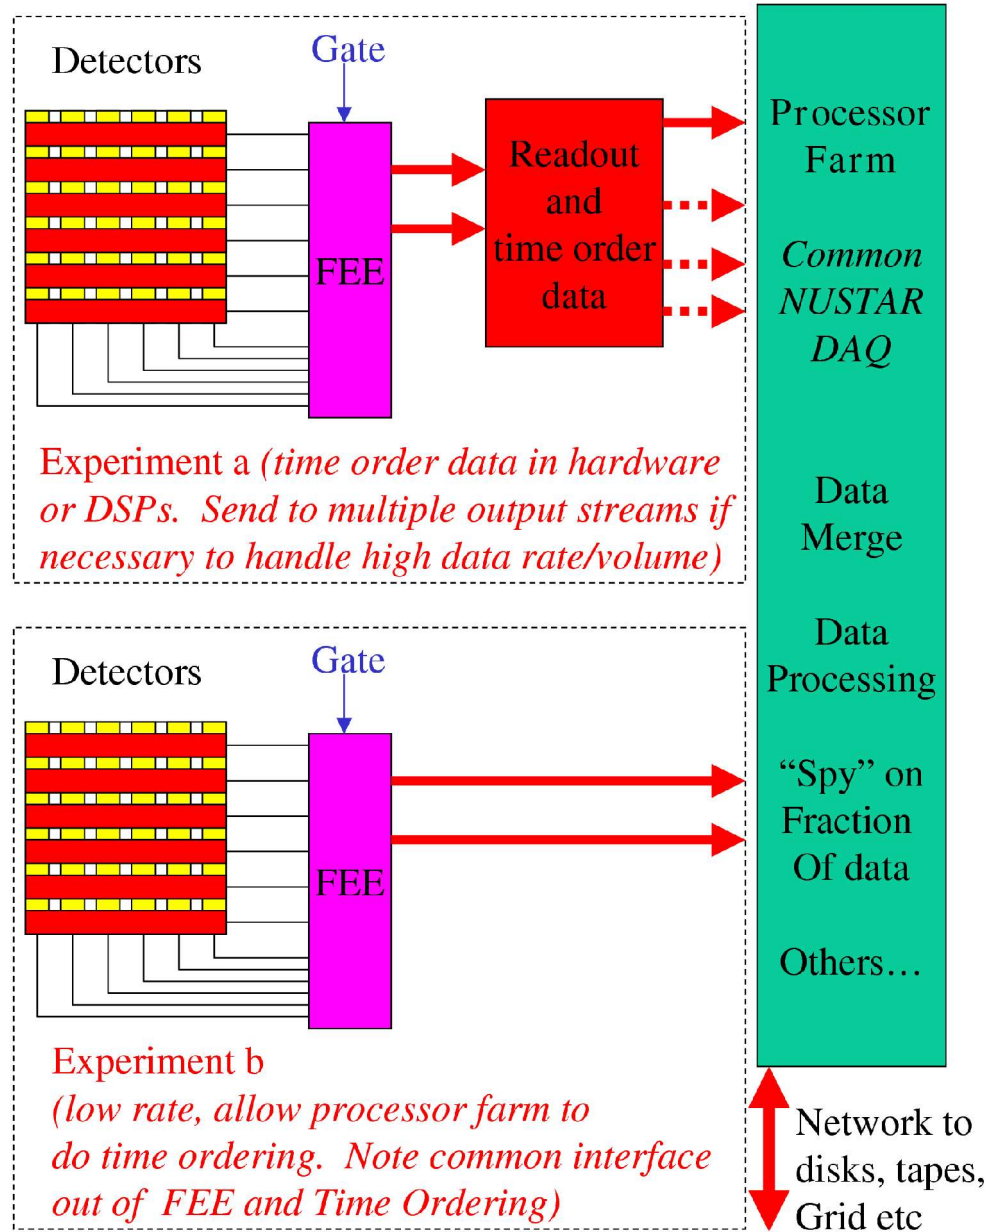 Detectors
Gate
FEE
Readout
and
time order
data
Experiment a (time order data in hardware
or DSPs.  Send to multiple output streams if
necessary to handle high data rate/volume)
Detectors
Gate
FEE
Experiment b
(low rate, allow processor farm to
do time ordering.  Note common interface
out of  FEE and Time Ordering)
Processor
Farm
Common
NUSTAR
DAQ
Data
Merge
Data
Processing
“Spy” on
Fraction
Of data
Others…
Network to
disks, tapes,
Grid etc